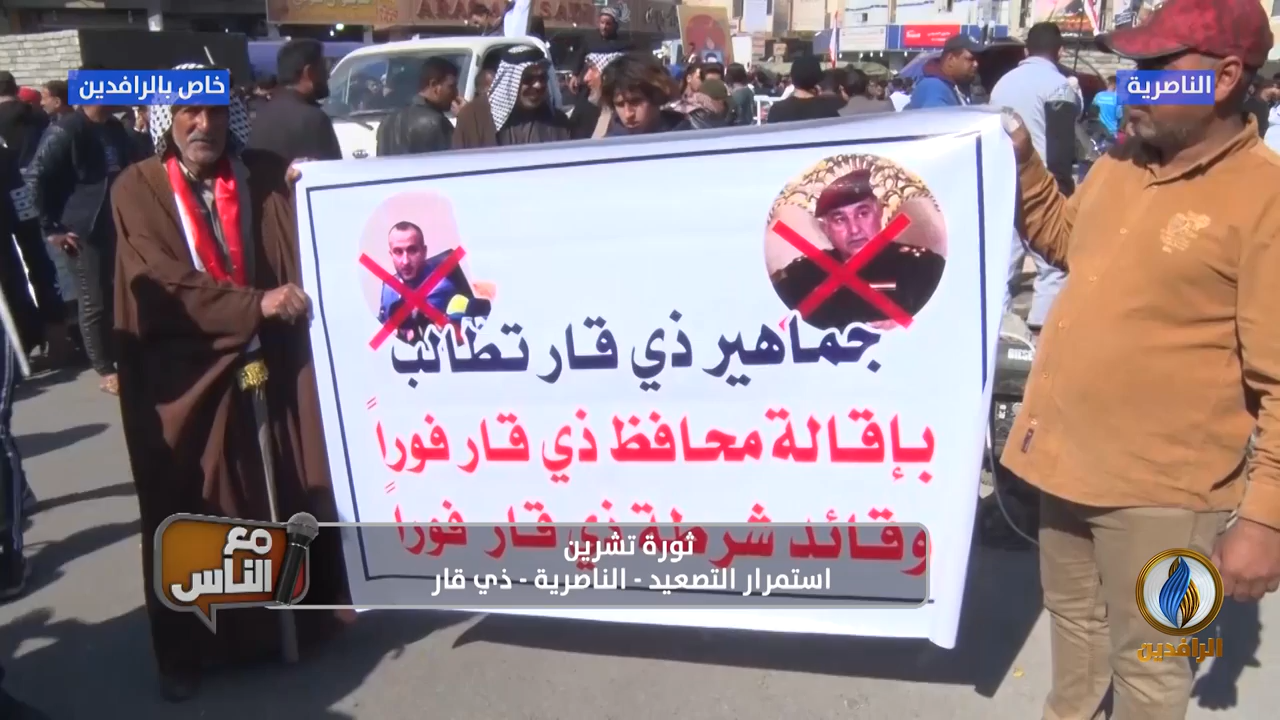 خاص بالرافدين
الناصرية
جماهير ذي قار تطالب
بإقالة محافظ ذي قار فوراً
وقائد شرطة ذي قار فوراً
مع الناس
ثورة تشرين
استمرار التصعيد - الناصرية - ذي قار
الرافدين